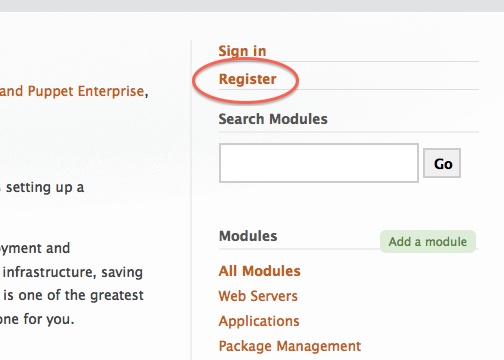 Sign in
and Puppet Enterprise,
Register
Search Modules
Go
setting up a
Modules
Add a module
yment and
infrastructure, saving
All Modules
is one of the greatest
Web Servers
one for you.
Applications
Package Management